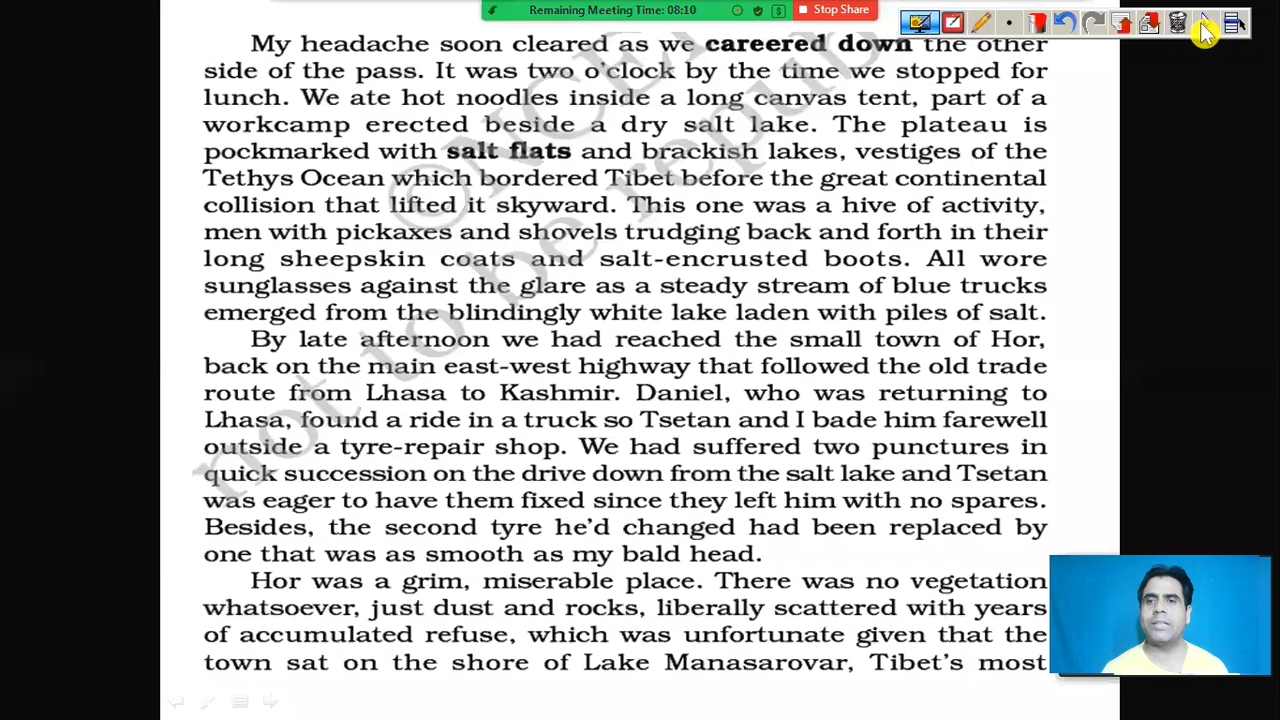 Remaining Meeting Time: 08:10
Stop Share
My headache soon cleared as we careered down the other
side of the pass. It was two o'clock by the time we stopped for
lunch. We ate hot noodles inside a long canvas tent, part of a
workcamp erected beside a dry salt lake. The plateau is
pockmarked with salt flats and brackish lakes, vestiges of the
Tethys Ocean which bordered Tibet before the great continental
collision that lifted it skyward. This one was a hive of activity,
men with pickaxes and shovels trudging back and forth in their
long sheepskin coats and salt-encrusted boots. All wore
sunglasses against the glare as a steady stream of blue trucks
emerged from the blindingly white lake laden with piles of salt.
By late afternoon we had reached the small town of Hor,
back on the main east-west highway that followed the old trade
route from Lhasa to Kashmir. Daniel, who was returning to
Lhasa, found a ride in a truck so Tsetan and I bade him farewell
outside a tyre-repair shop. We had suffered two punctures in
quick succession on the drive down from the salt lake and Tsetan
was eager to have them fixed since they left him with no spares.
Besides, the second tyre he'd changed had been replaced by
one that was as smooth as my bald head.
Hor was a grim, miserable place. There was no vegetation
whatsoever, just dust and rocks, liberally scattered with years
of accumulated refuse, which was unfortunate given that the
town sat on the shore of Lake Manasarovar, Tibet's most
©NCE
not to be repub